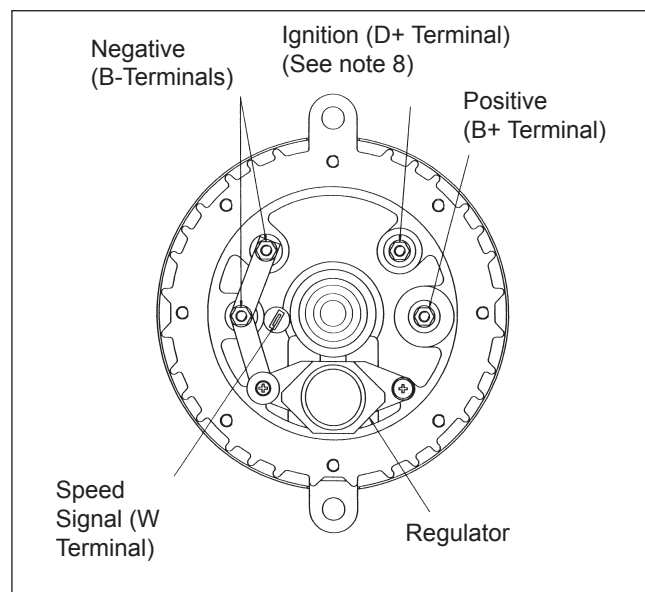 Negative
(B-Terminals)
Ignition (D+ Terminal)
(See note 8)
Positive
(B+ Terminal)
Speed
Signal (W
Terminal)
Regulator